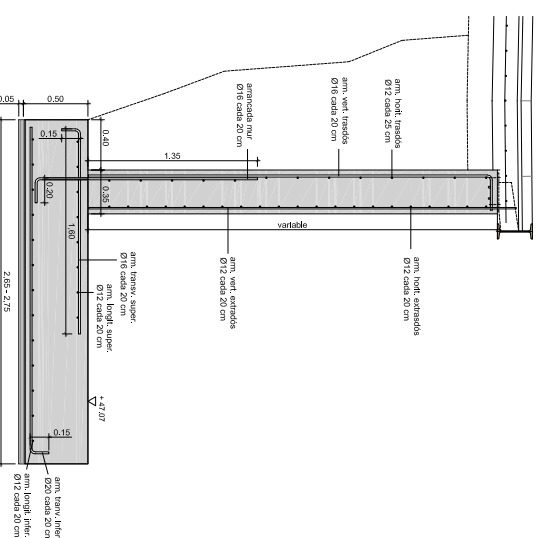 arm. horit. trasdós
Ø12 cada 25 cm
arm. vert. trasdós
Ø16 cada 20 cm
arrancada mur
Ø16 cada 20 cm
0.05
0.50
0.40
0.15
1.35
0.35
0.20
variable
1,60
arm. horit. extrasdós
Ø12 cada 20 cm
arm. vert. extradós
Ø12 cada 20 cm
arm. transv. super.
Ø16 cada 20 cm
arm. longit. super.
Ø12 cada 20 cm
2,65 - 2,75
+ 47.07
0.15
arm. tranv. infer
Ø20 cada 20 cm
arm. longit. infer.
Ø12 cada 20 cm